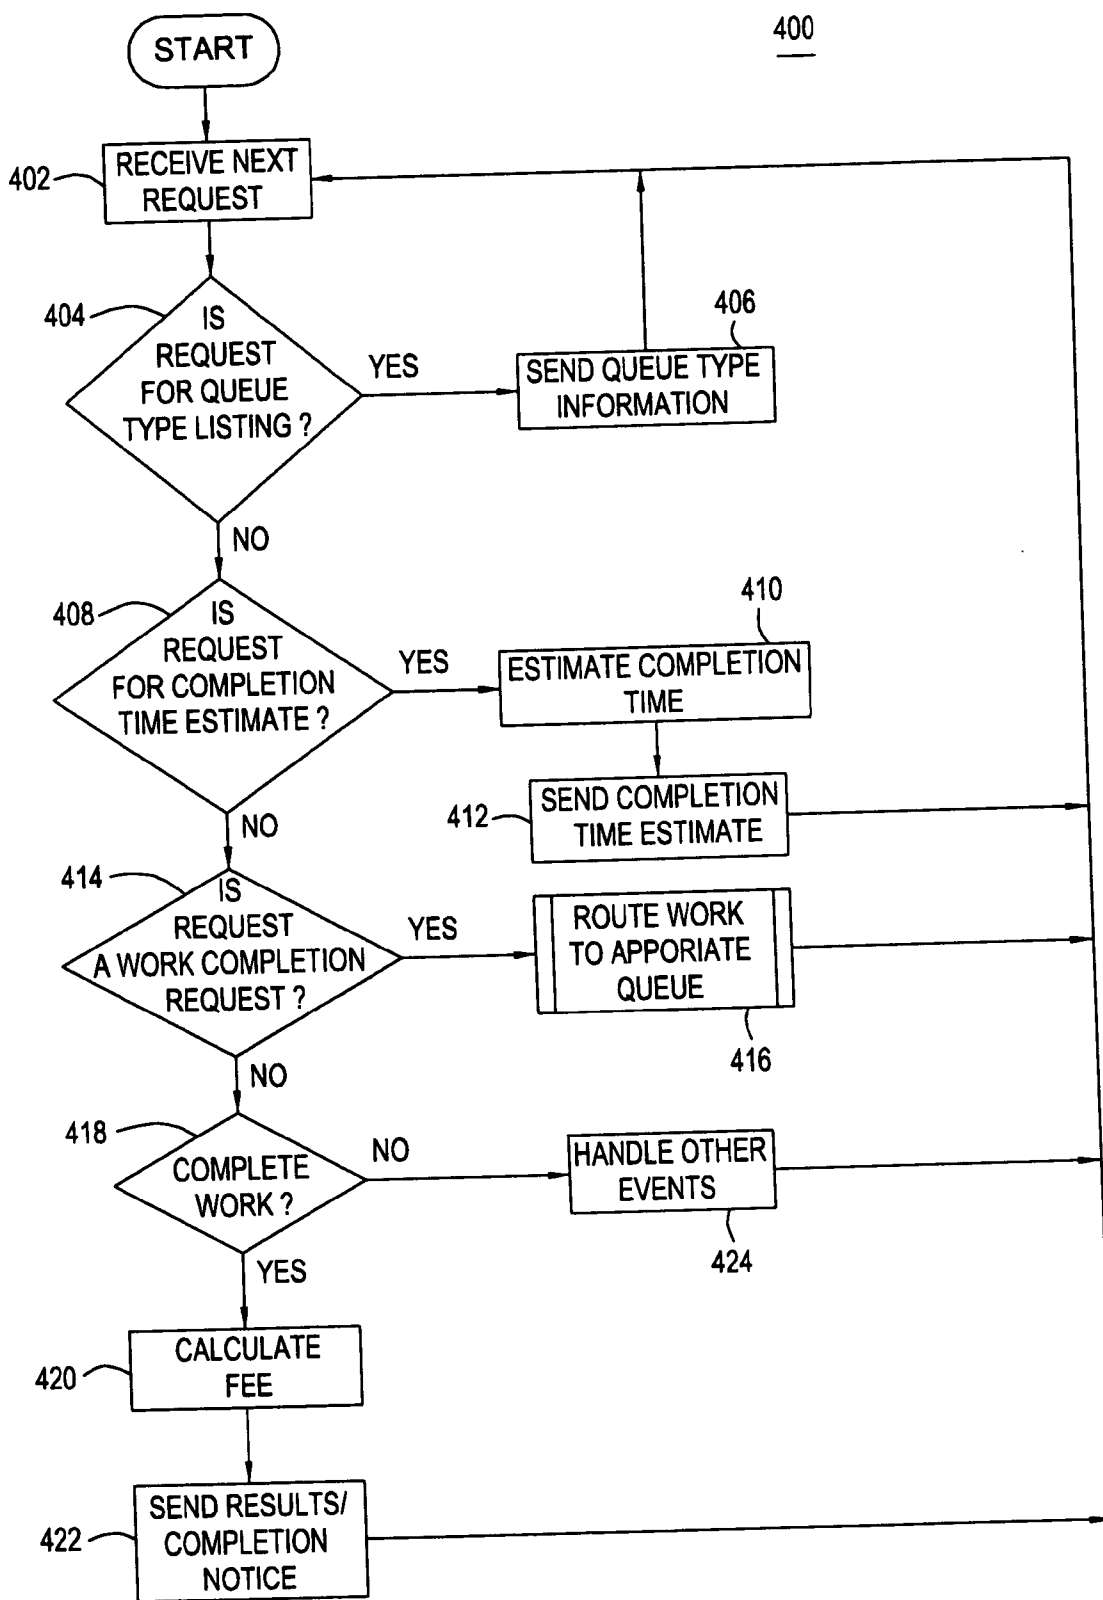 START
400
402
RECEIVE NEXT
REQUEST
404
IS
REQUEST
FOR QUEUE
TYPE LISTING ?
YES
406
SEND QUEUE TYPE
INFORMATION
NO
408
IS
REQUEST
FOR COMPLETION
TIME ESTIMATE ?
YES
410
ESTIMATE COMPLETION
TIME
412
SEND COMPLETION
TIME ESTIMATE
NO
414
IS
REQUEST
A WORK COMPLETION
REQUEST ?
YES
ROUTE WORK
TO APPORIATE
QUEUE
416
NO
418
COMPLETE
WORK ?
NO
HANDLE OTHER
EVENTS
424
YES
420
CALCULATE
FEE
422
SEND RESULTS/
COMPLETION
NOTICE